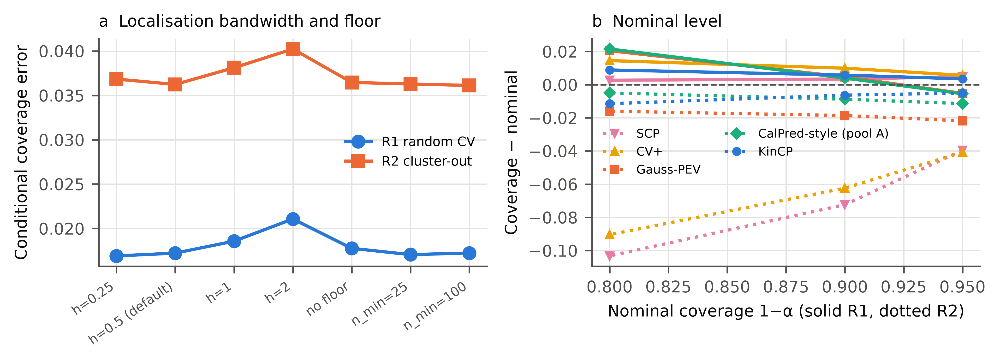 a Localisation bandwidth and floor
Conditional coverage error
0.040
0.035
0.030
0.025
0.020
R1 random CV
R2 cluster-out
h=0.25
h=0.5 (default)
h=1
h=2
no floor
n_min=25
n_min=100
b Nominal level
Coverage − nominal
0.02
0.00
−0.02
−0.04
−0.06
−0.08
−0.10
SCP
CV+
Gauss-PEV
CalPred-style (pool A)
KinCP
0.800 0.825 0.850 0.875 0.900 0.925 0.950
Nominal coverage 1−α (solid R1, dotted R2)